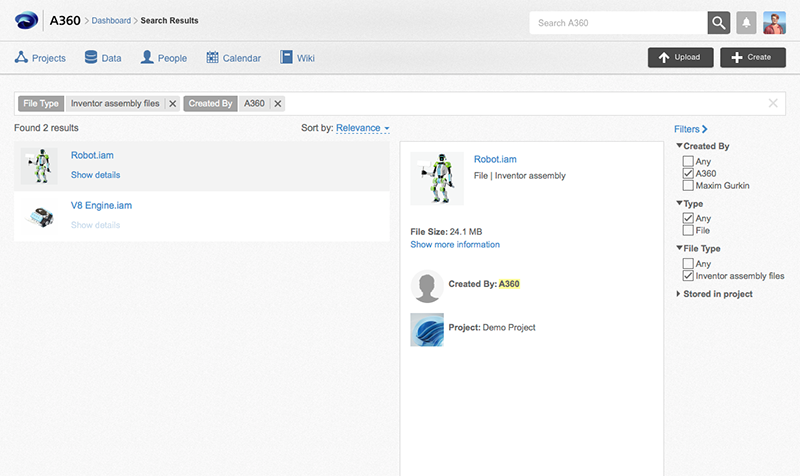 A360 Dashboard Search Results Search A360
Projects Data People Calendar Wiki Upload Create
File Type Inventor assembly files Created By A360
Found 2 results Sort by: Relevance
Robot.iam
Show details
V8 Engine.iam
Show details
Robot.iam
File | Inventor assembly
File Size: 24.1 MB
Show more information
Created By: A360
Project: Demo Project
Filters
Created By
Any
A360
Maxim Gurkin
Type
Any
File
File Type
Any
Inventor assembly files
Stored in project